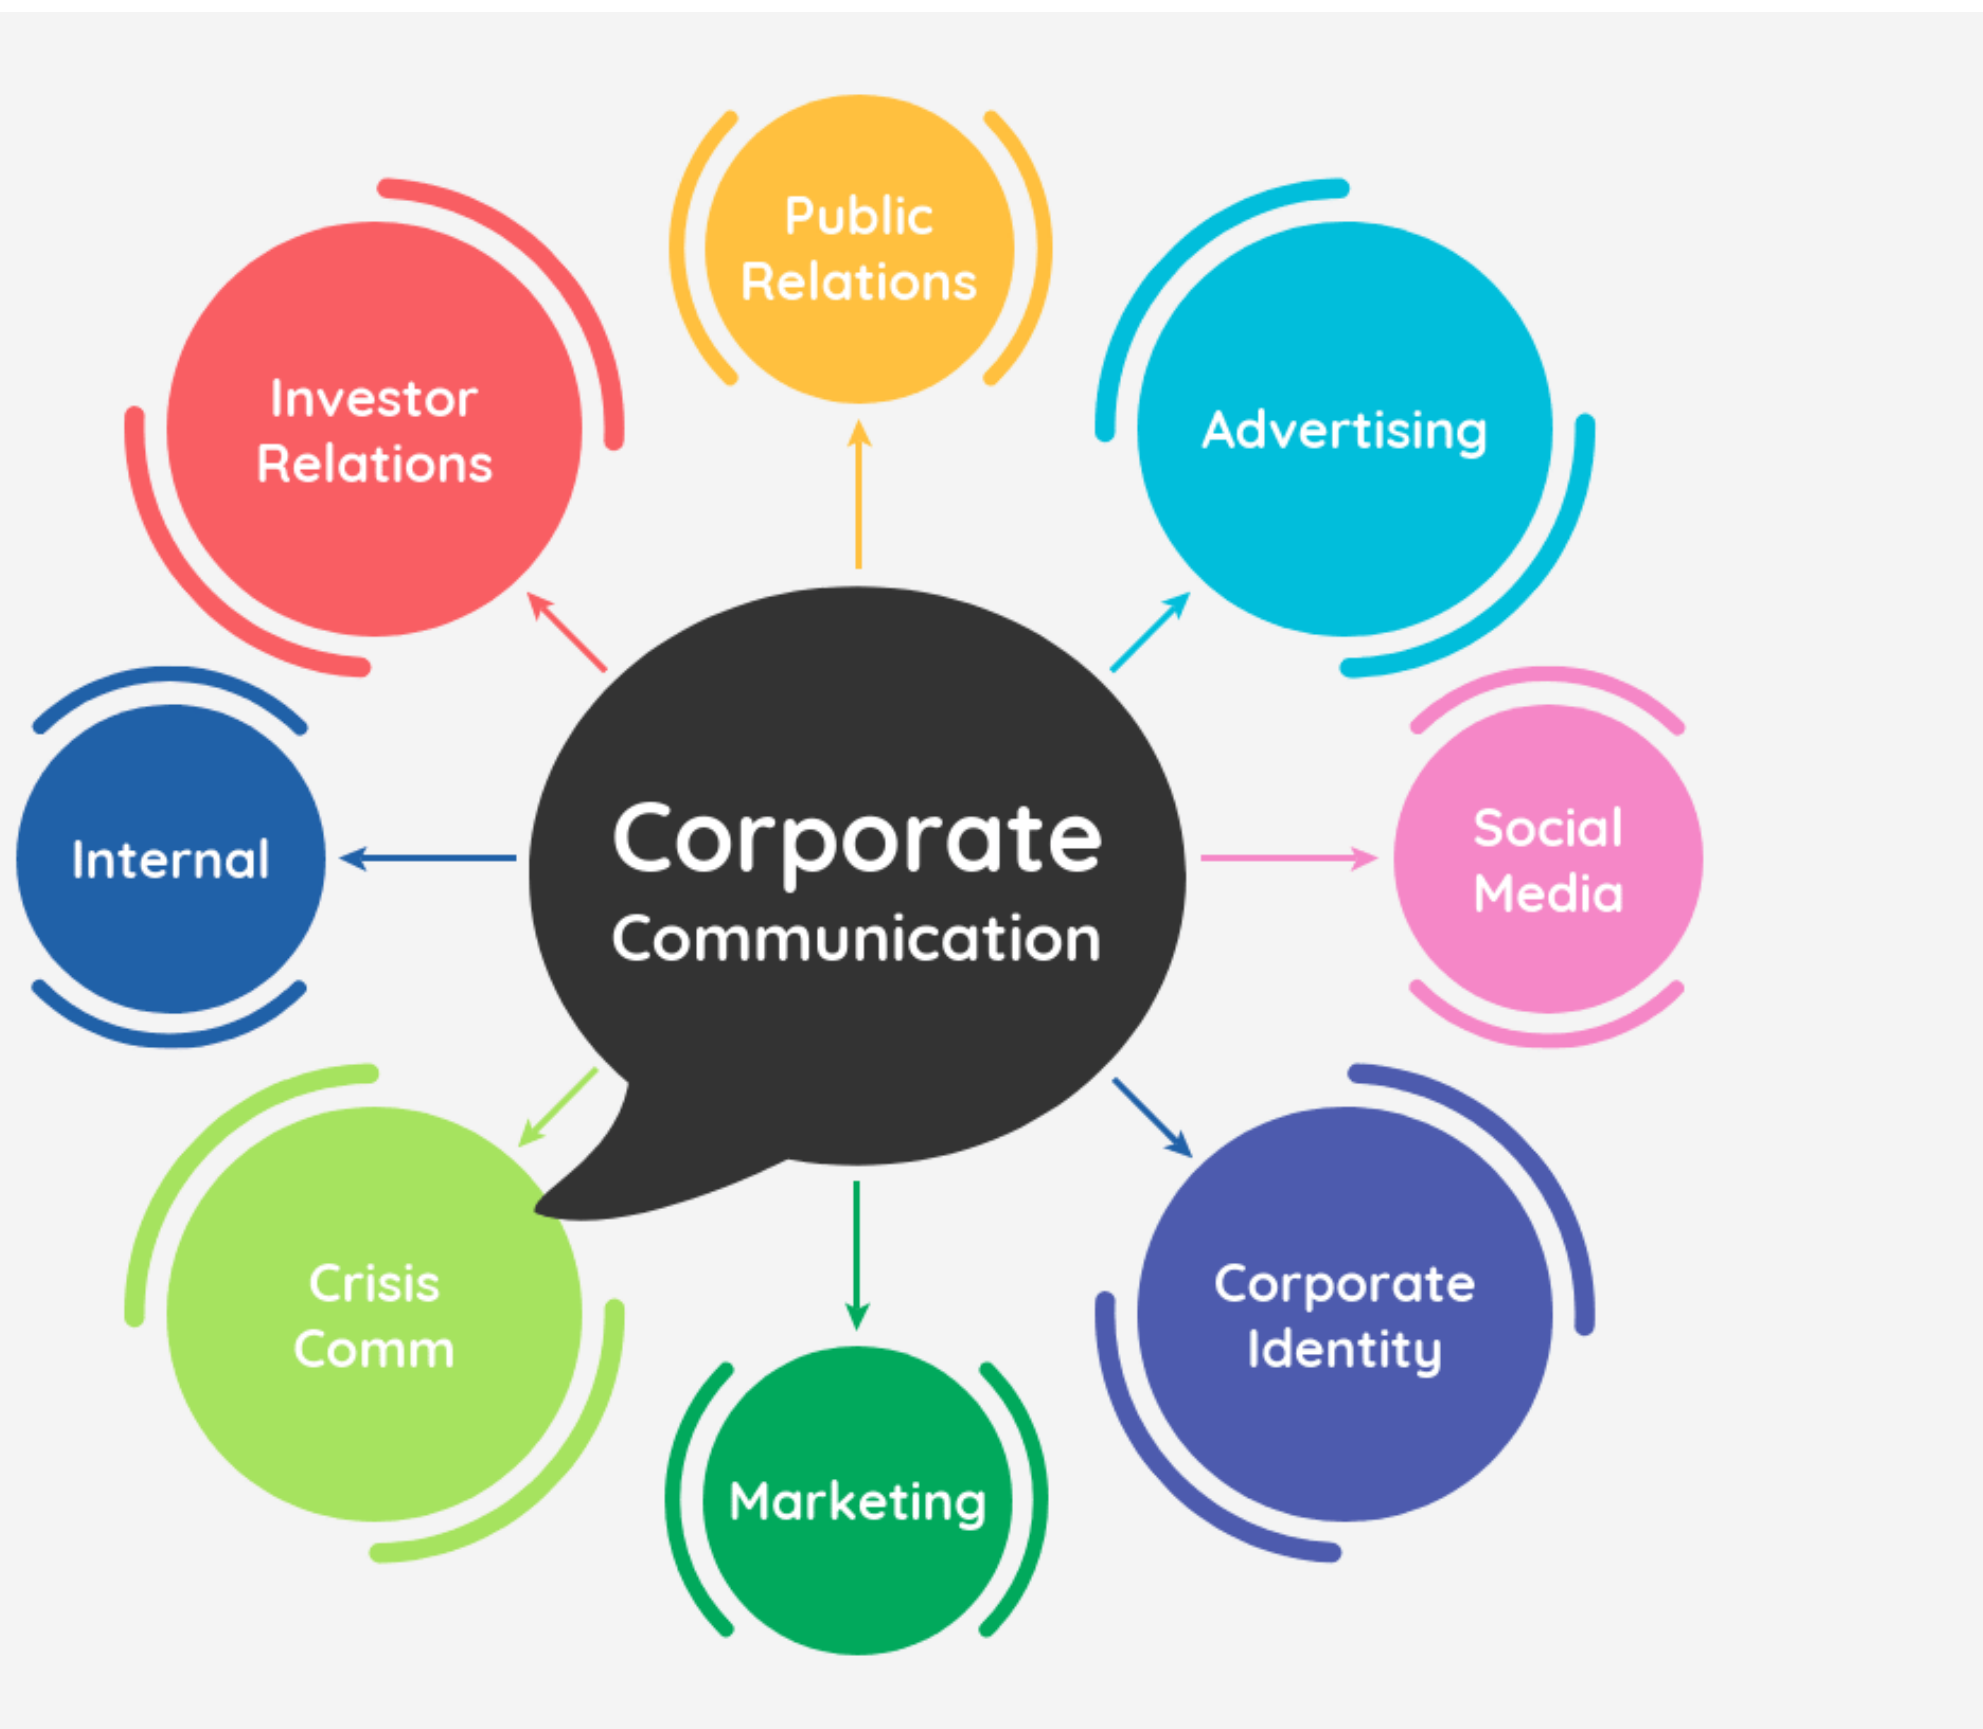 Public
Relations
Investor
Relations
Advertising
Corporate
Communication
Internal
Social
Media
Crisis
Comm
Corporate
Identity
Marketing